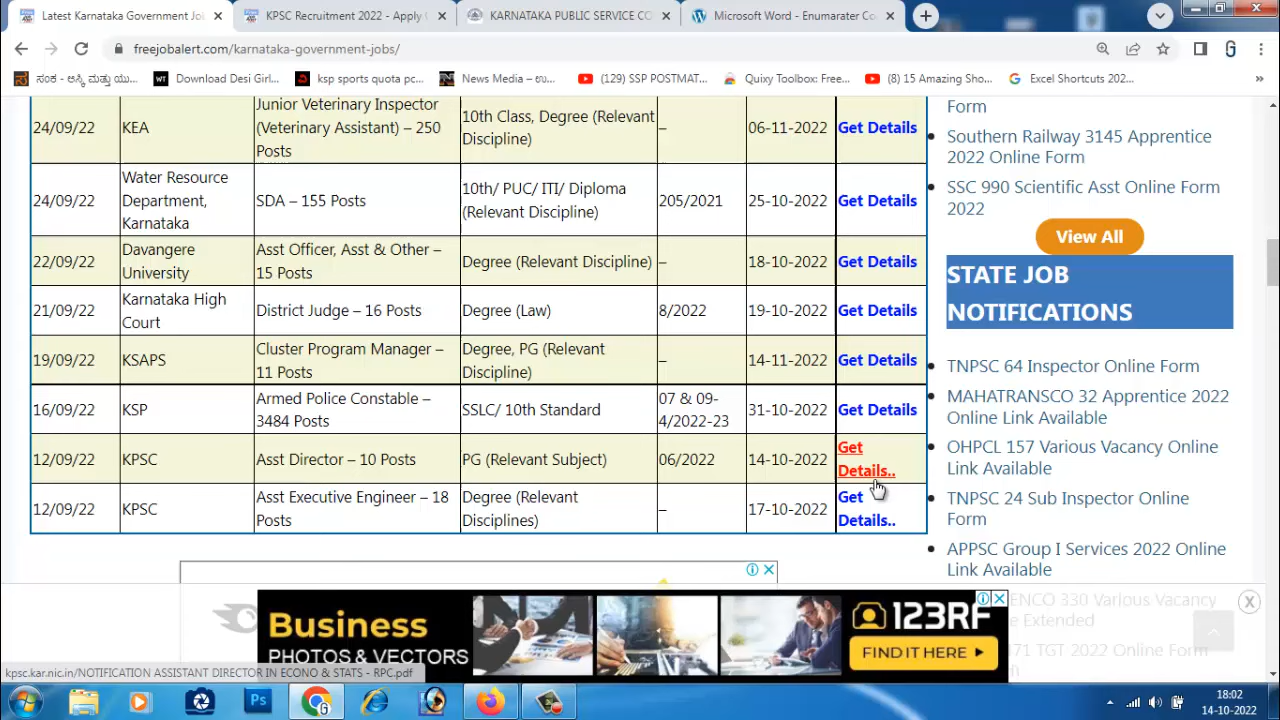 Latest Karnataka Government Jo
KPSC Recruitment 2022 - Apply
KARNATAKA PUBLIC SERVICE CO
Microsoft Word - Enumarater Co
freejobalert.com/karnataka-government-jobs/
ಸಂಕ - ಆಸ್ಕಿ ಮತ್ತು ಯು...
Download Desi Girl...
ksp sports quota pc...
News Media – ಉ...
(129) SSP POSTMAT...
Quixy Toolbox: Free...
(8) 15 Amazing Sho...
Excel Shortcuts 202...
24/09/22
KEA
Junior Veterinary Inspector
(Veterinary Assistant) – 250
Posts
10th Class, Degree (Relevant
Discipline)
–
06-11-2022
Get Details
24/09/22
Water Resource
Department,
Karnataka
SDA – 155 Posts
10th/ PUC/ ITI/ Diploma
(Relevant Discipline)
205/2021
25-10-2022
Get Details
22/09/22
Davangere
University
Asst Officer, Asst & Other –
15 Posts
Degree (Relevant Discipline)
–
18-10-2022
Get Details
21/09/22
Karnataka High
Court
District Judge – 16 Posts
Degree (Law)
8/2022
19-10-2022
Get Details
19/09/22
KSAPS
Cluster Program Manager –
11 Posts
Degree, PG (Relevant
Discipline)
–
14-11-2022
Get Details
16/09/22
KSP
Armed Police Constable –
3484 Posts
SSLC/ 10th Standard
07 & 09-
4/2022-23
31-10-2022
Get Details
12/09/22
KPSC
Asst Director – 10 Posts
PG (Relevant Subject)
06/2022
14-10-2022
Get
Details..
12/09/22
KPSC
Asst Executive Engineer – 18
Posts
Degree (Relevant
Disciplines)
–
17-10-2022
Get
Details..
Form
Southern Railway 3145 Apprentice
2022 Online Form
SSC 990 Scientific Asst Online Form
2022
View All
STATE JOB
NOTIFICATIONS
TNPSC 64 Inspector Online Form
MAHATRANSCO 32 Apprentice 2022
Online Link Available
OHPCL 157 Various Vacancy Online
Link Available
TNPSC 24 Sub Inspector Online
Form
APPSC Group I Services 2022 Online
Link Available
ENCO 330 Various Vacancy
Extended
171 TGT 2022 Online Form
Business
PHOTOS & VECTORS
123RF
FIND IT HERE
kpsc.kar.nic.in/NOTIFICATION ASSISTANT DIRECTOR IN ECONO & STATS - RPC.pdf
Ps
18:02
14-10-2022